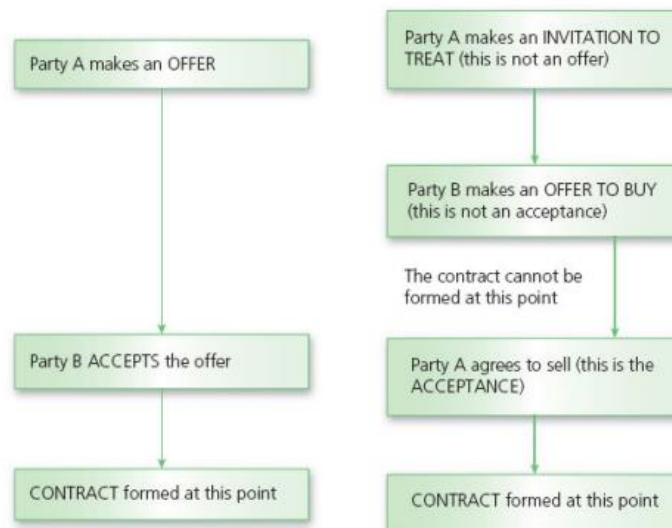 Party A makes an OFFER
Party B ACCEPTS the offer
CONTRACT formed at this point
Party A makes an INVITATION TO
TREAT (this is not an offer)
Party B makes an OFFER TO BUY
(this is not an acceptance)
The contract cannot be
formed at this point
Party A agrees to sell (this is the
ACCEPTANCE)
CONTRACT formed at this point